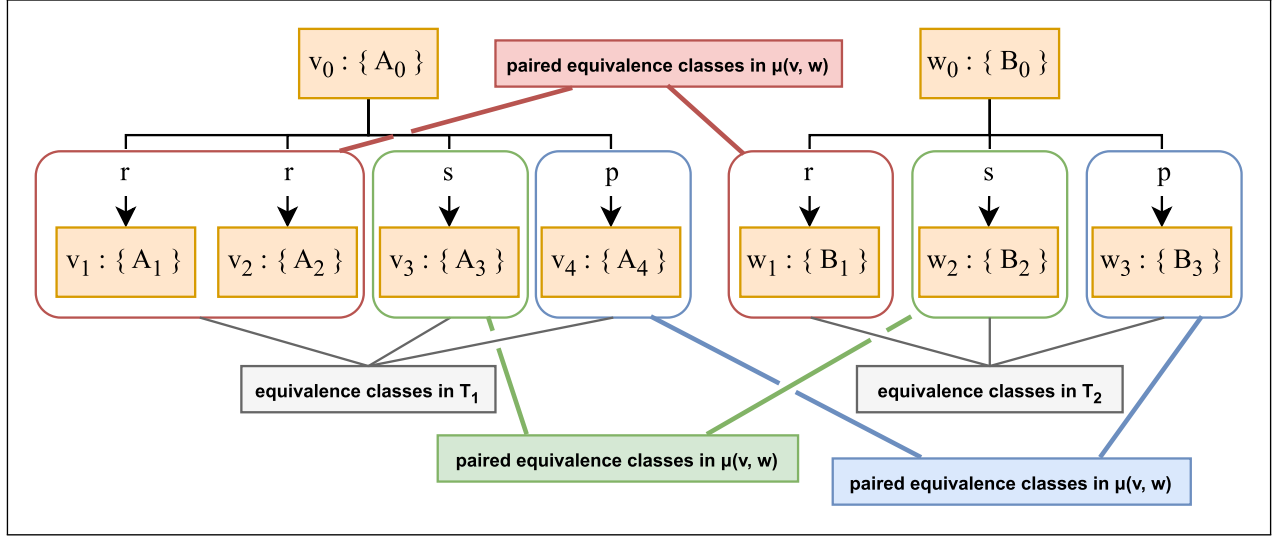 v₀ : { A₀ }
paired equivalence classes in μ(v, w)
w₀ : { B₀ }
r
r
s
p
r
s
p
v₁ : { A₁ }
v₂ : { A₂ }
v₃ : { A₃ }
v₄ : { A₄ }
w₁ : { B₁ }
w₂ : { B₂ }
w₃ : { B₃ }
equivalence classes in T₁
equivalence classes in T₂
paired equivalence classes in μ(v, w)
paired equivalence classes in μ(v, w)